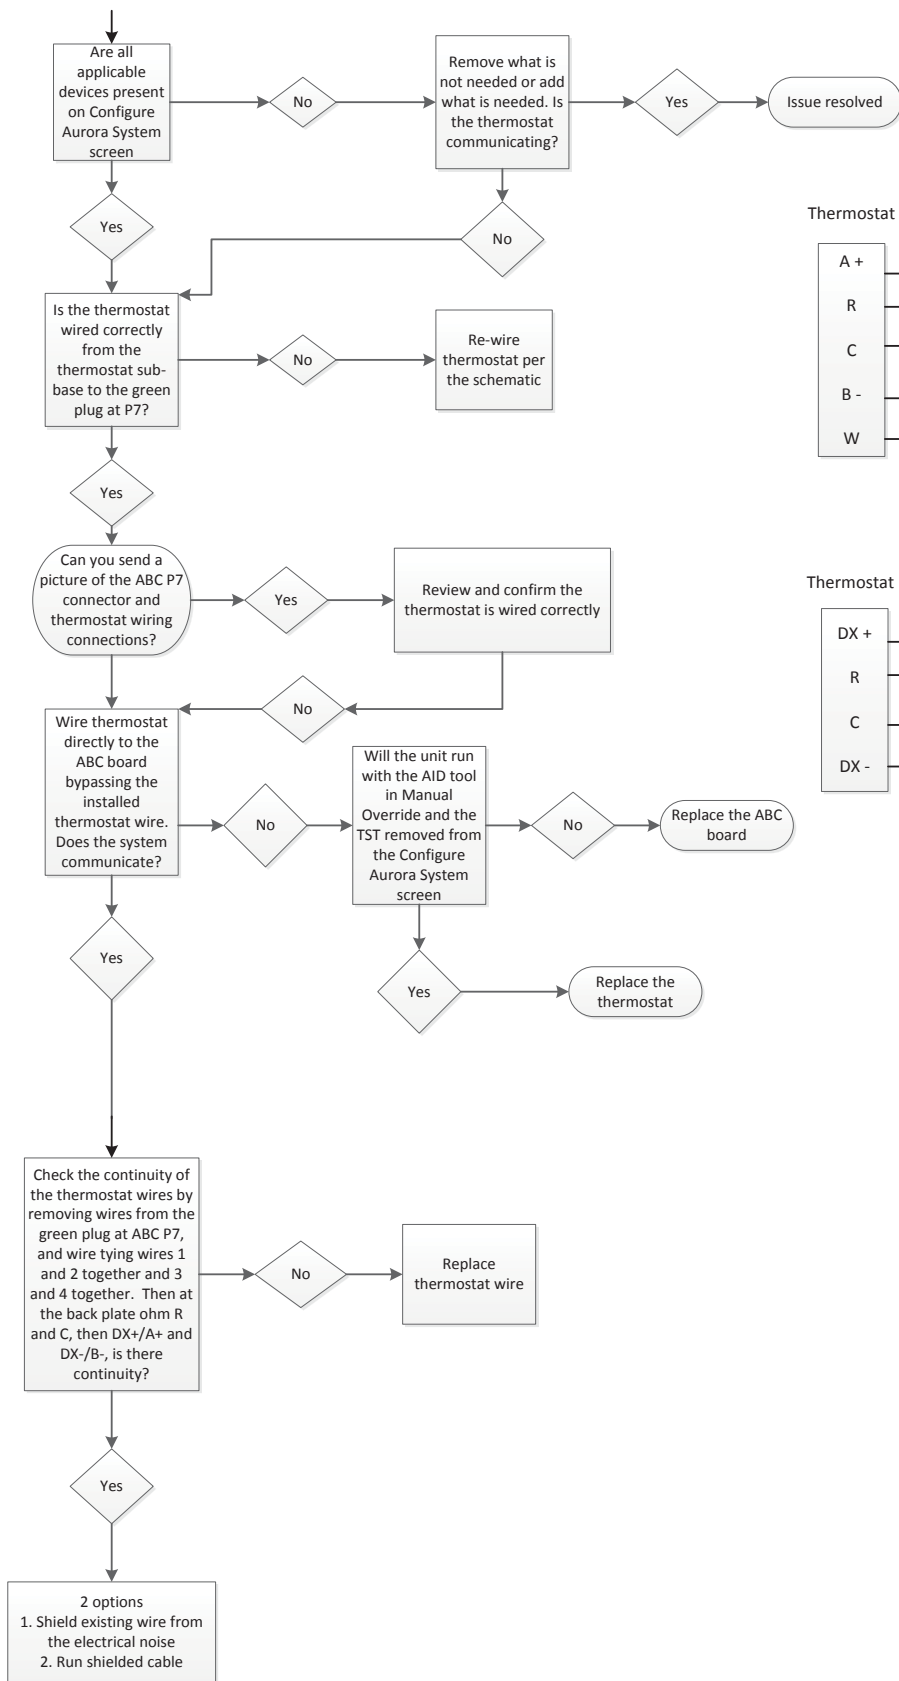 Are all
applicable
devices present
on Configure
Aurora System
screen
No
Remove what is
not needed or add
what is needed. Is
the thermostat
communicating?
Yes
Issue resolved
Yes
No
Thermostat
A +
R
C
B -
W
Is the thermostat
wired correctly
from the
thermostat sub-
base to the green
plug at P7?
No
Re-wire
thermostat per
the schematic
Yes
Can you send a
picture of the ABC P7
connector and
thermostat wiring
connections?
Yes
Review and confirm the
thermostat is wired correctly
Thermostat
DX +
R
C
DX -
No
Wire thermostat
directly to the
ABC board
bypassing the
installed
thermostat wire.
Does the system
communicate?
No
Will the unit run
with the AID tool
in Manual
Override and the
TST removed from
the Configure
Aurora System
screen
No
Replace the ABC
board
Yes
Yes
Replace the
thermostat
Check the continuity of
the thermostat wires by
removing wires from the
green plug at ABC P7,
and wire tying wires 1
and 2 together and 3
and 4 together.  Then at
the back plate ohm R
and C, then DX+/A+ and
DX-/B-, is there
continuity?
No
Replace
thermostat wire
Yes
2 options
1. Shield existing wire from
the electrical noise
2. Run shielded cable